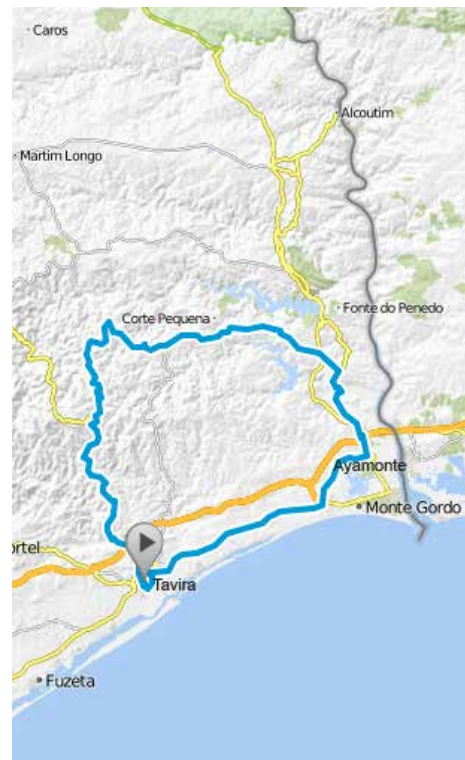 Caros
Alcoutim
Martim Longo
Corte Pequena
Fonte do Penedo
Ayamonte
Monte Gordo
ortel
Tavira
Fuzeta